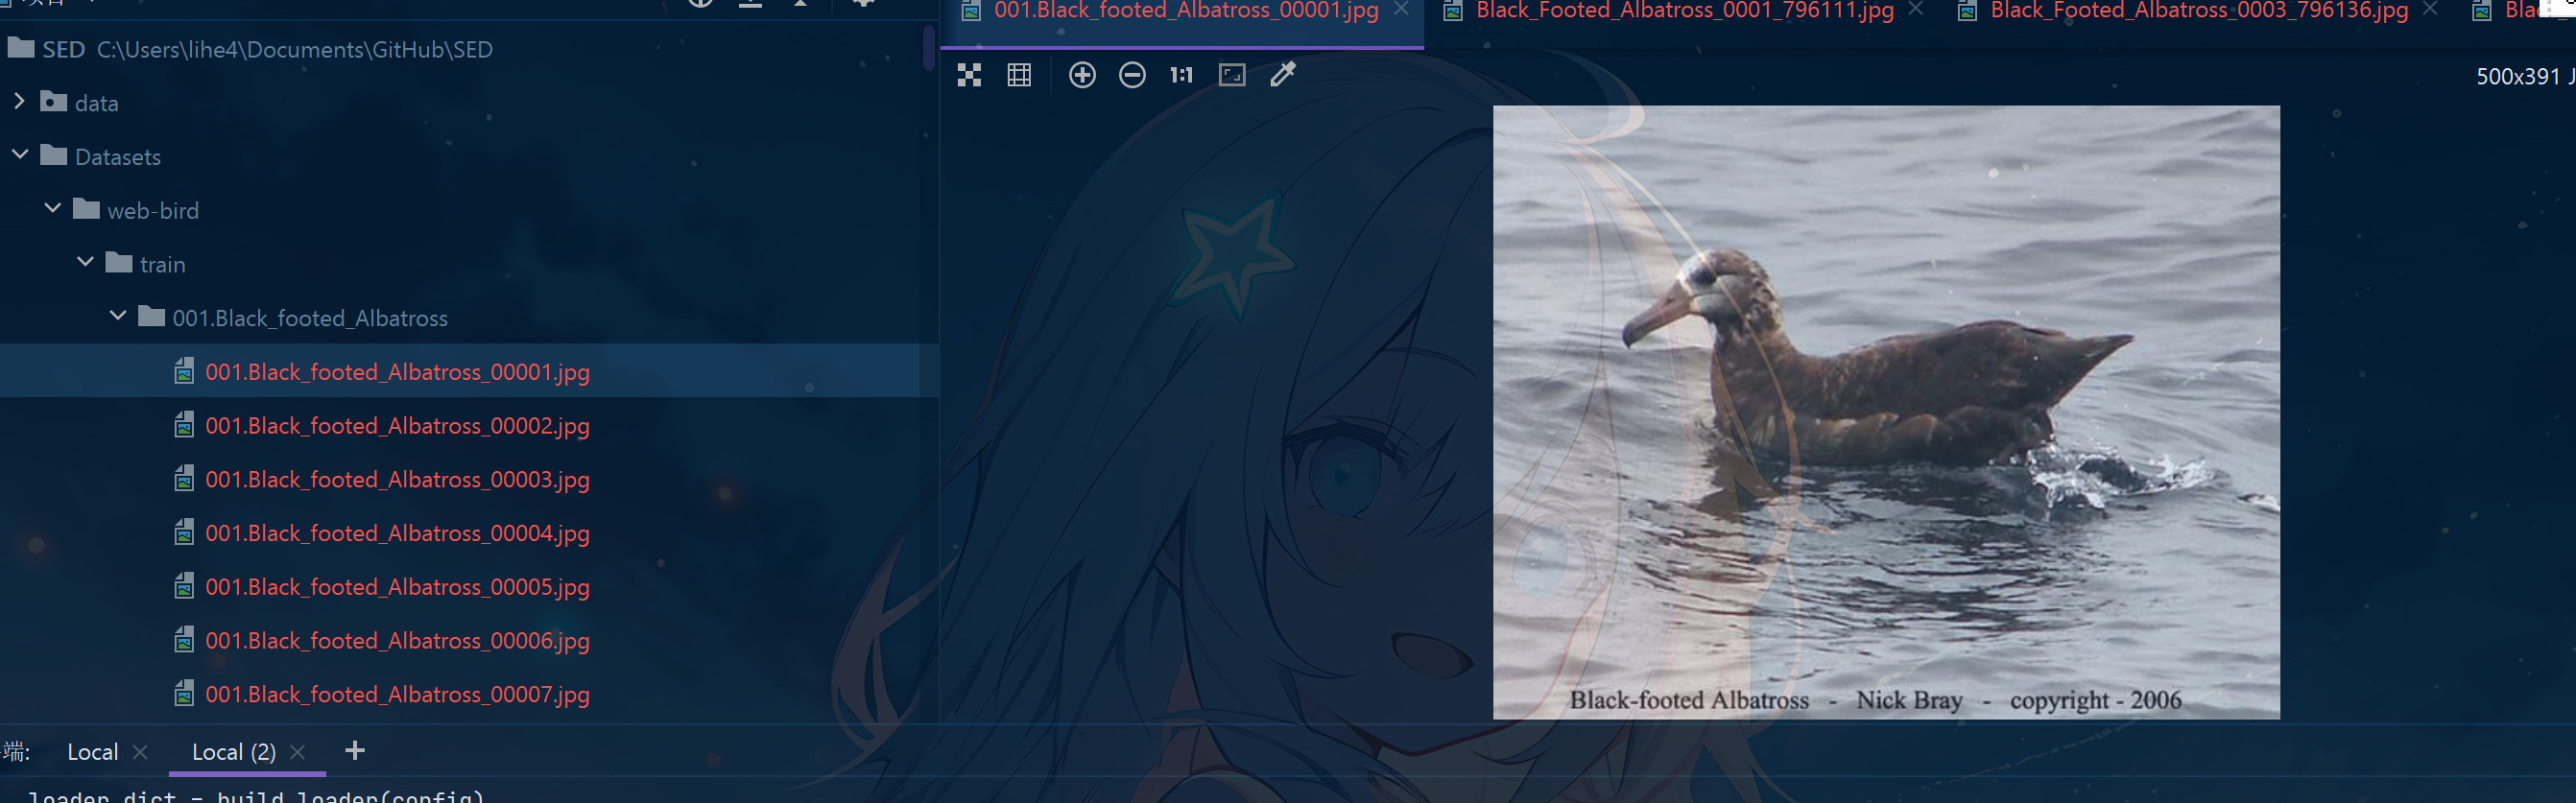 项目
001.Black_footed_Albatross_00001.jpg
Black_Footed_Albatross_0001_796111.jpg
Black_Footed_Albatross_0003_796136.jpg
SED C:\Users\lihe4\Documents\GitHub\SED
1:1
500x391
data
Datasets
web-bird
train
001.Black_footed_Albatross
001.Black_footed_Albatross_00001.jpg
001.Black_footed_Albatross_00002.jpg
001.Black_footed_Albatross_00003.jpg
001.Black_footed_Albatross_00004.jpg
001.Black_footed_Albatross_00005.jpg
001.Black_footed_Albatross_00006.jpg
001.Black_footed_Albatross_00007.jpg
Black-footed Albatross - Nick Bray - copyright - 2006
端: Local Local (2)
loader_dict = build_loader(config)